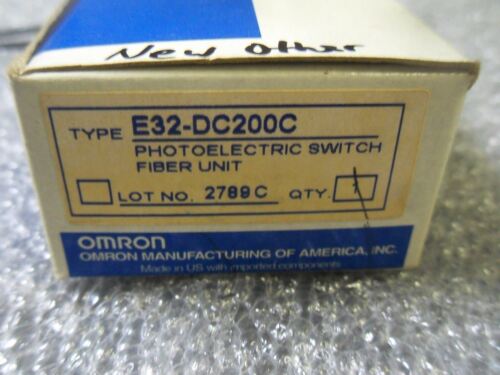 New Other
TYPE E32-DC200C
PHOTOELECTRIC SWITCH
FIBER UNIT
LOT NO. 2789C QTY. 1
OMRON
OMRON MANUFACTURING OF AMERICA, INC.
Made in US with imported components